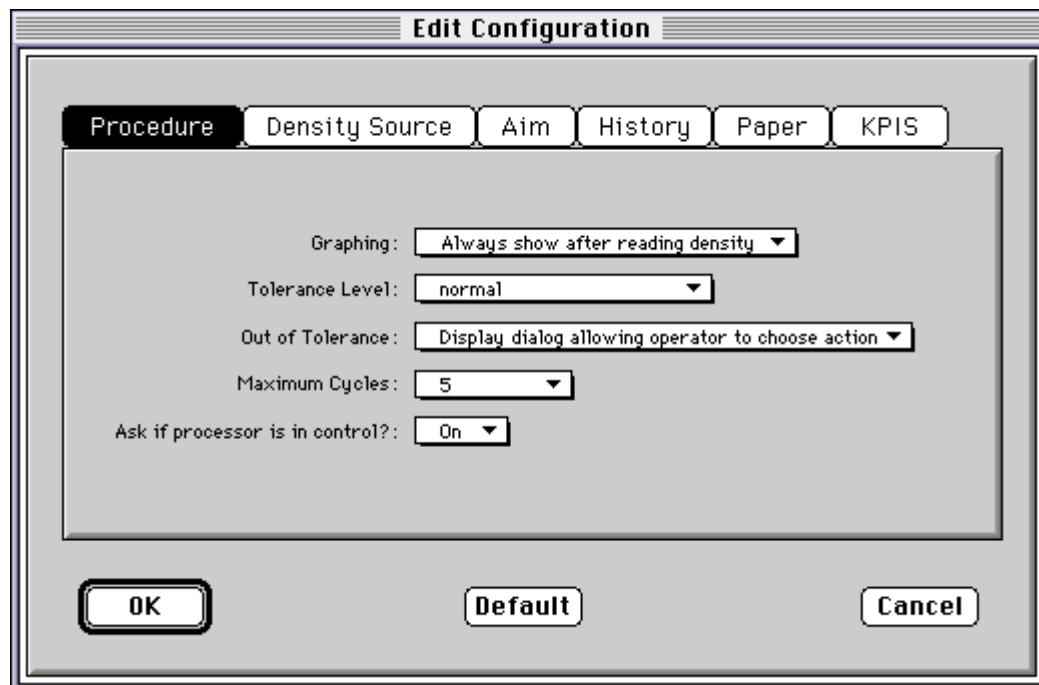 Edit Configuration
Procedure Density Source Aim History Paper KPIS
Graphing: Always show after reading density
Tolerance Level: normal
Out of Tolerance: Display dialog allowing operator to choose action
Maximum Cycles: 5
Ask if processor is in control?: On
OK Default Cancel